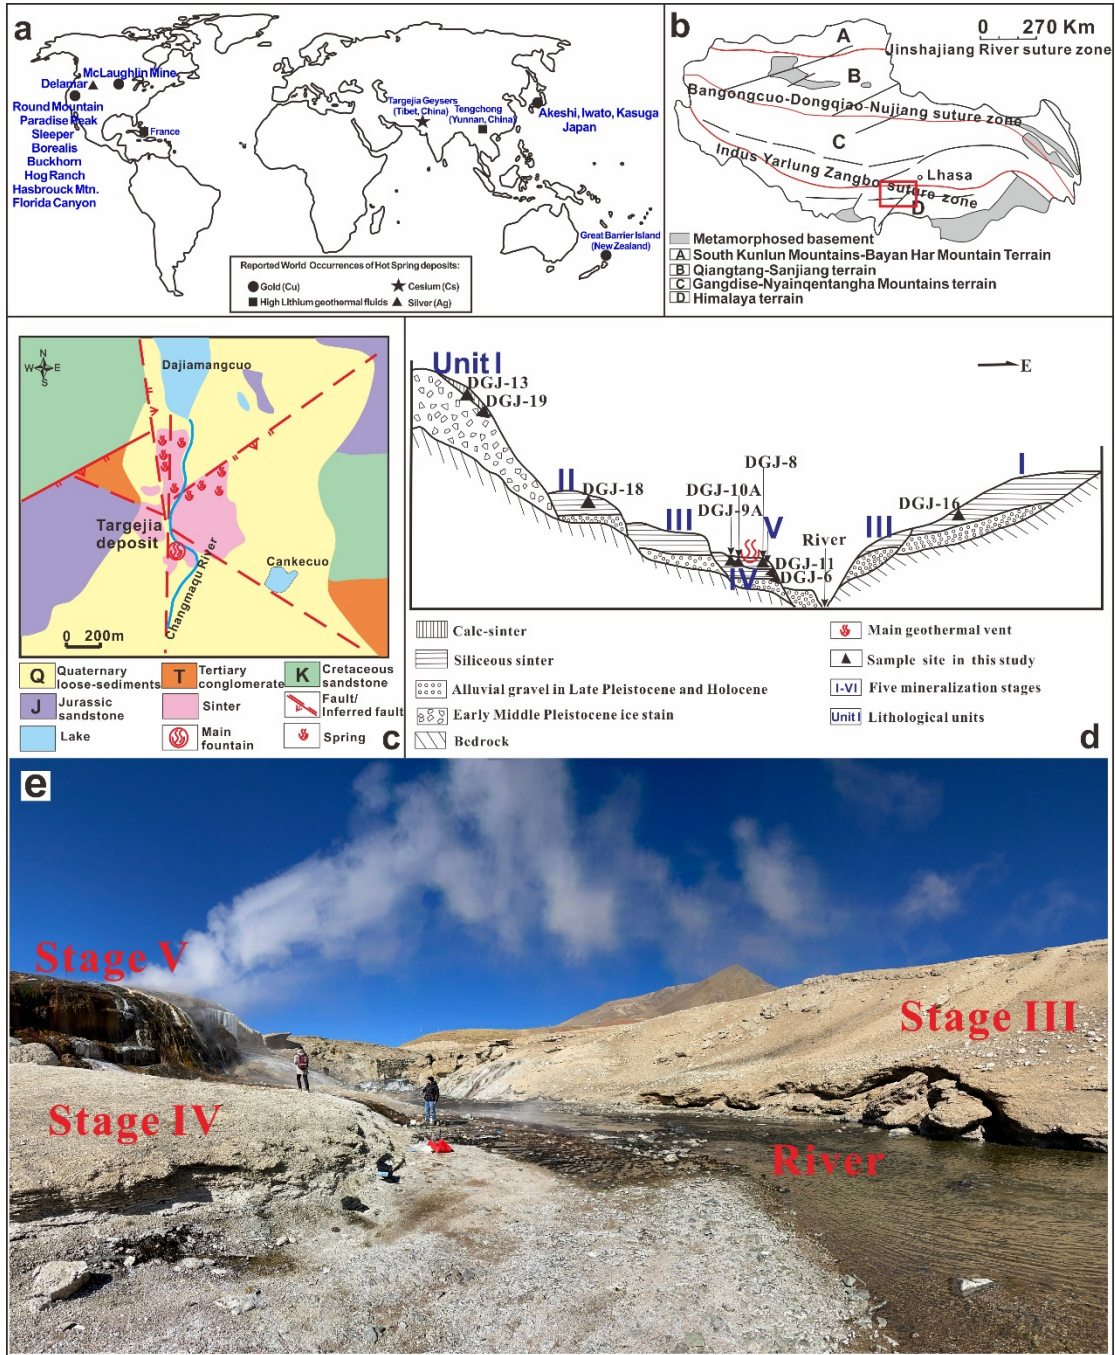 a
McLaughlin Mine
Delamar
Round Mountain
Paradise Peak
Sleeper
Borealis
Buckhorn
Hog Ranch
Hasbrouck Mtn.
Florida Canyon
France
Targejia Geysers
(Tibet, China)
Tengchong
(Yunnan, China)
Akeshi, Iwato, Kasuga
Japan
Great Barrier Island
(New Zealand)
Reported World Occurrences of Hot Spring deposits:
Gold (Cu)
Cesium (Cs)
High Lithium geothermal fluids
Silver (Ag)
b
0 270 Km
A
Jinshajiang River suture zone
B
Bangongcuo-Dongqiao-Nujiang suture zone
C
Indus Yarlung Zangbo suture zone
Lhasa
D
Metamorphosed basement
A South Kunlun Mountains-Bayan Har Mountain Terrain
B Qiangtang-Sanjiang terrain
C Gangdise-Nyainqentangha Mountains terrain
D Himalaya terrain
N
W E
S
Dajiamangcuo
Targejia
deposit
Cankecuo
Changmaqu River
0 200m
Q Quaternary
loose-sediments
T Tertiary
conglomerate
K Cretaceous
sandstone
J Jurassic
sandstone
Sinter
Fault/
Inferred fault
Lake
Main
fountain
Spring
c
Unit I
DGJ-13
DGJ-19
E
II
DGJ-18
III
DGJ-8
DGJ-10A
DGJ-9A
V
IV
DGJ-11
DGJ-6
River
III
DGJ-16
I
Calc-sinter
Siliceous sinter
Alluvial gravel in Late Pleistocene and Holocene
Early Middle Pleistocene ice stain
Bedrock
Main geothermal vent
Sample site in this study
I-VI Five mineralization stages
Unit I Lithological units
d
e
Stage V
Stage III
Stage IV
River